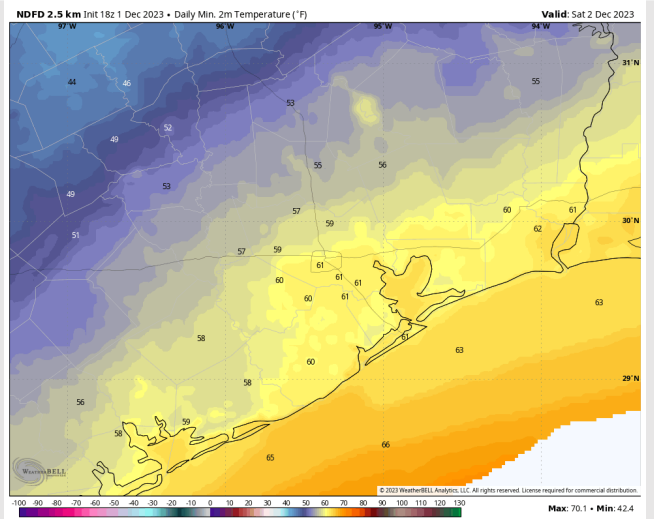 NDFD 2.5 km Init 18z 1 Dec 2023 • Daily Min. 2m Temperature (°F) Valid: Sat 2 Dec 2023
97°W 96°W 95°W 94°W
31°N
44 46 55
53
52
49
55 56
53
49
57 60 61
59 62
30°N
51
57 59
61
60 61 61
60 61
63
61
58
63
60
29°N
58
56
59
58
66
65
WEATHERBELL
© 2023 WeatherBELL Analytics, LLC. All rights reserved. License required for commercial distribution.
-100 -90 -80 -70 -60 -50 -40 -30 -20 -10 0 10 20 30 40 50 60 70 80 90 100 110 120 130
Max: 70.1 • Min: 42.4